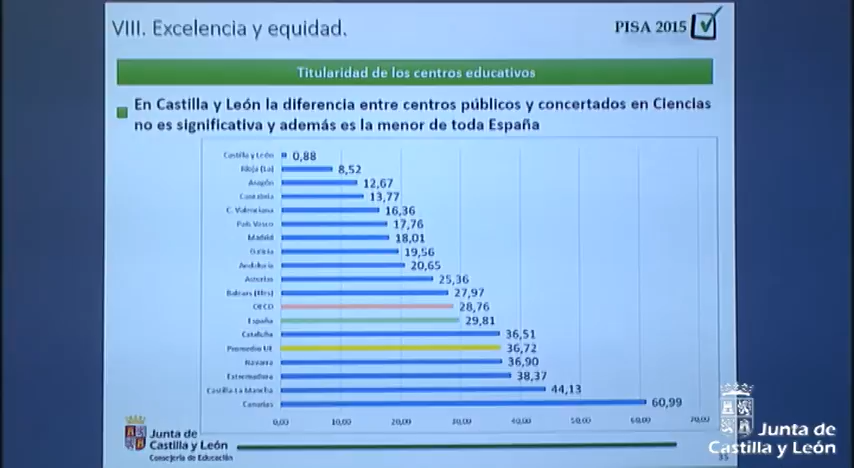 VIII. Excelencia y equidad.
PISA 2015
Titularidad de los centros educativos
En Castilla y León la diferencia entre centros públicos y concertados en Ciencias
no es significativa y además es la menor de toda España
Castilla y León 0,88
Rioja (La) 8,52
Aragón 12,67
Cantabria 13,77
C. Valenciana 16,36
País Vasco 17,76
Madrid 18,01
Galicia 19,56
Andalucía 20,65
Asturias 25,36
Balears (Illes) 27,97
OECD 28,76
España 29,81
Cataluña 36,51
Promedio UE 36,72
Navarra 36,90
Extremadura 38,37
Castilla-La Mancha 44,13
Canarias 60,99
0,00 10,00 20,00 30,00 40,00 50,00 60,00 70,00
Junta de
Castilla y León
Consejería de Educación
35
Junta de
Castilla y León